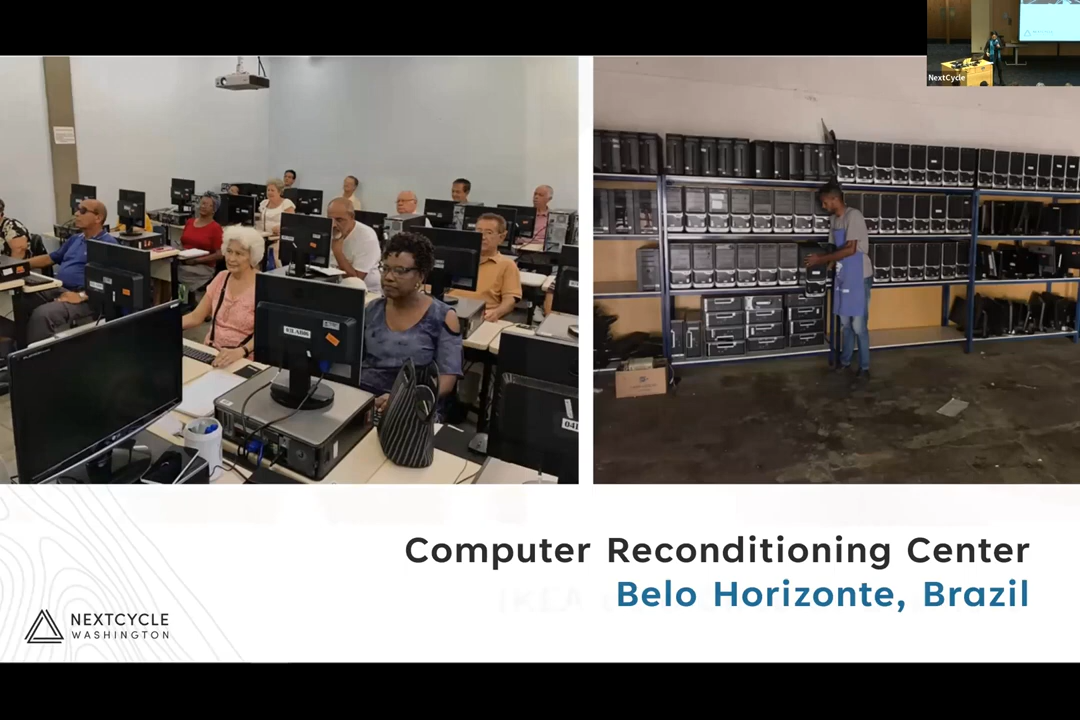 NextCycle
Computer Reconditioning Center
Belo Horizonte, Brazil
NEXTCYCLE
WASHINGTON